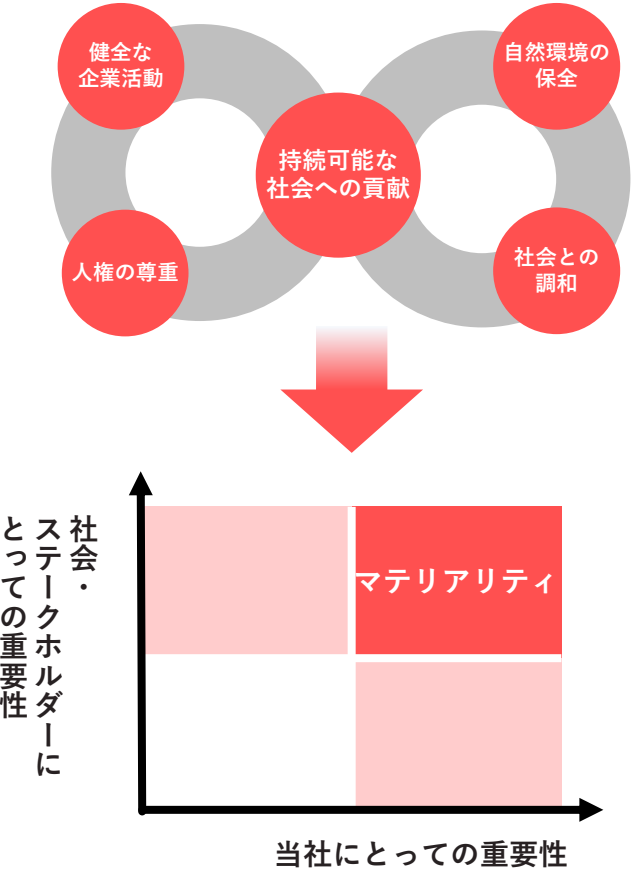 健全な
企業活動
自然環境の
保全
持続可能な
社会への貢献
人権の尊重
社会との
調和
社会・
ステークホルダーに
とっての重要性
マテリアリティ
当社にとっての重要性